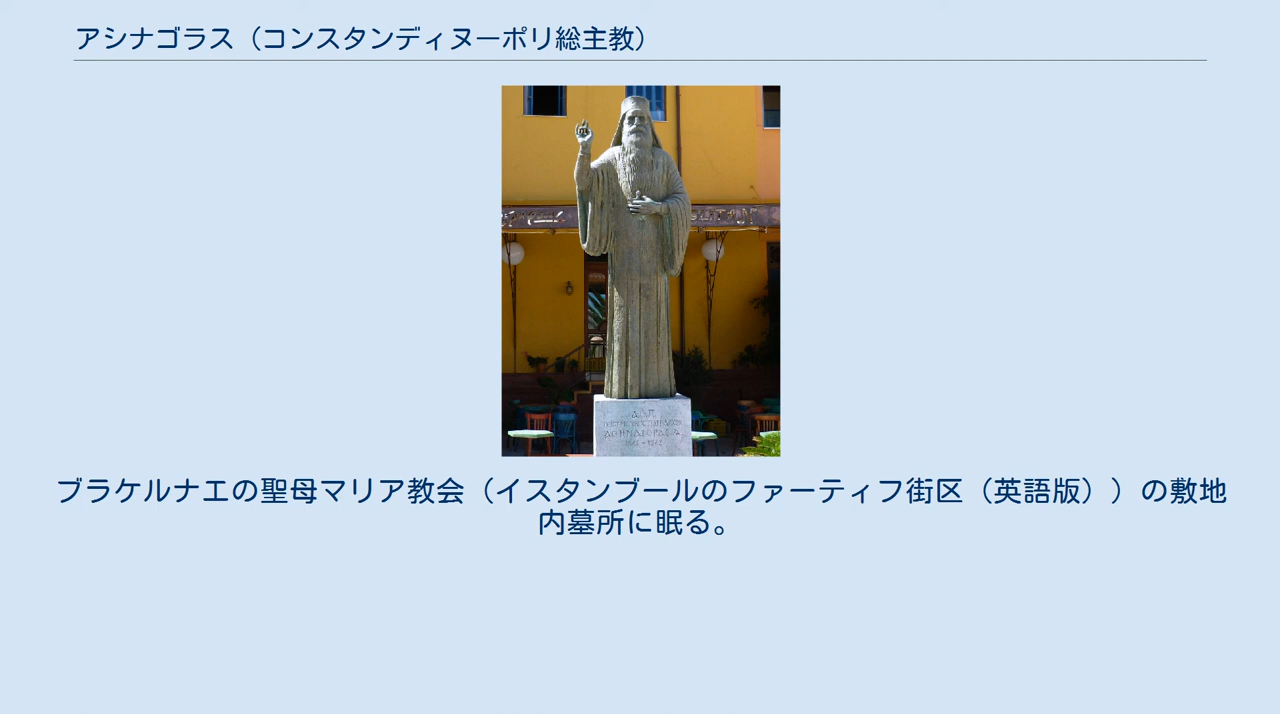 アシナゴラス（コンスタンディヌーポリ総主教）
ブラケルナエの聖母マリア教会（イスタンブールのファーティフ街区（英語版））の敷地
内墓所に眠る。